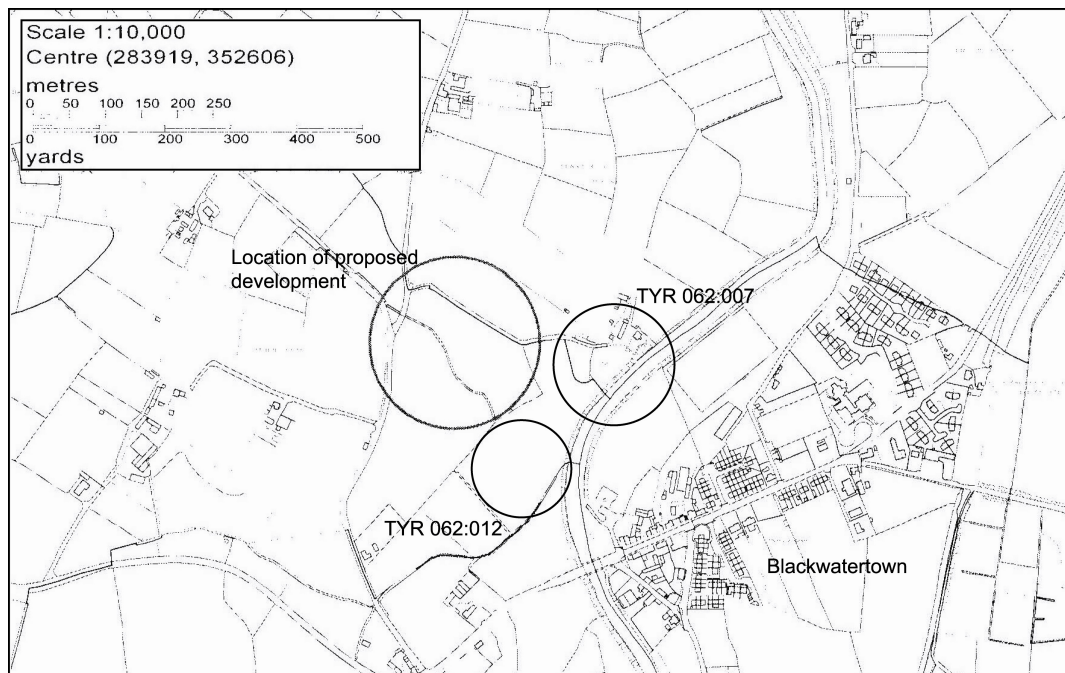 Scale 1:10,000
Centre (283919, 352606)
metres
0 50 100 150 200 250
0 100 200 300 400 500
yards
Location of proposed
development
TYR 062:007
TYR 062:012
Blackwatertown